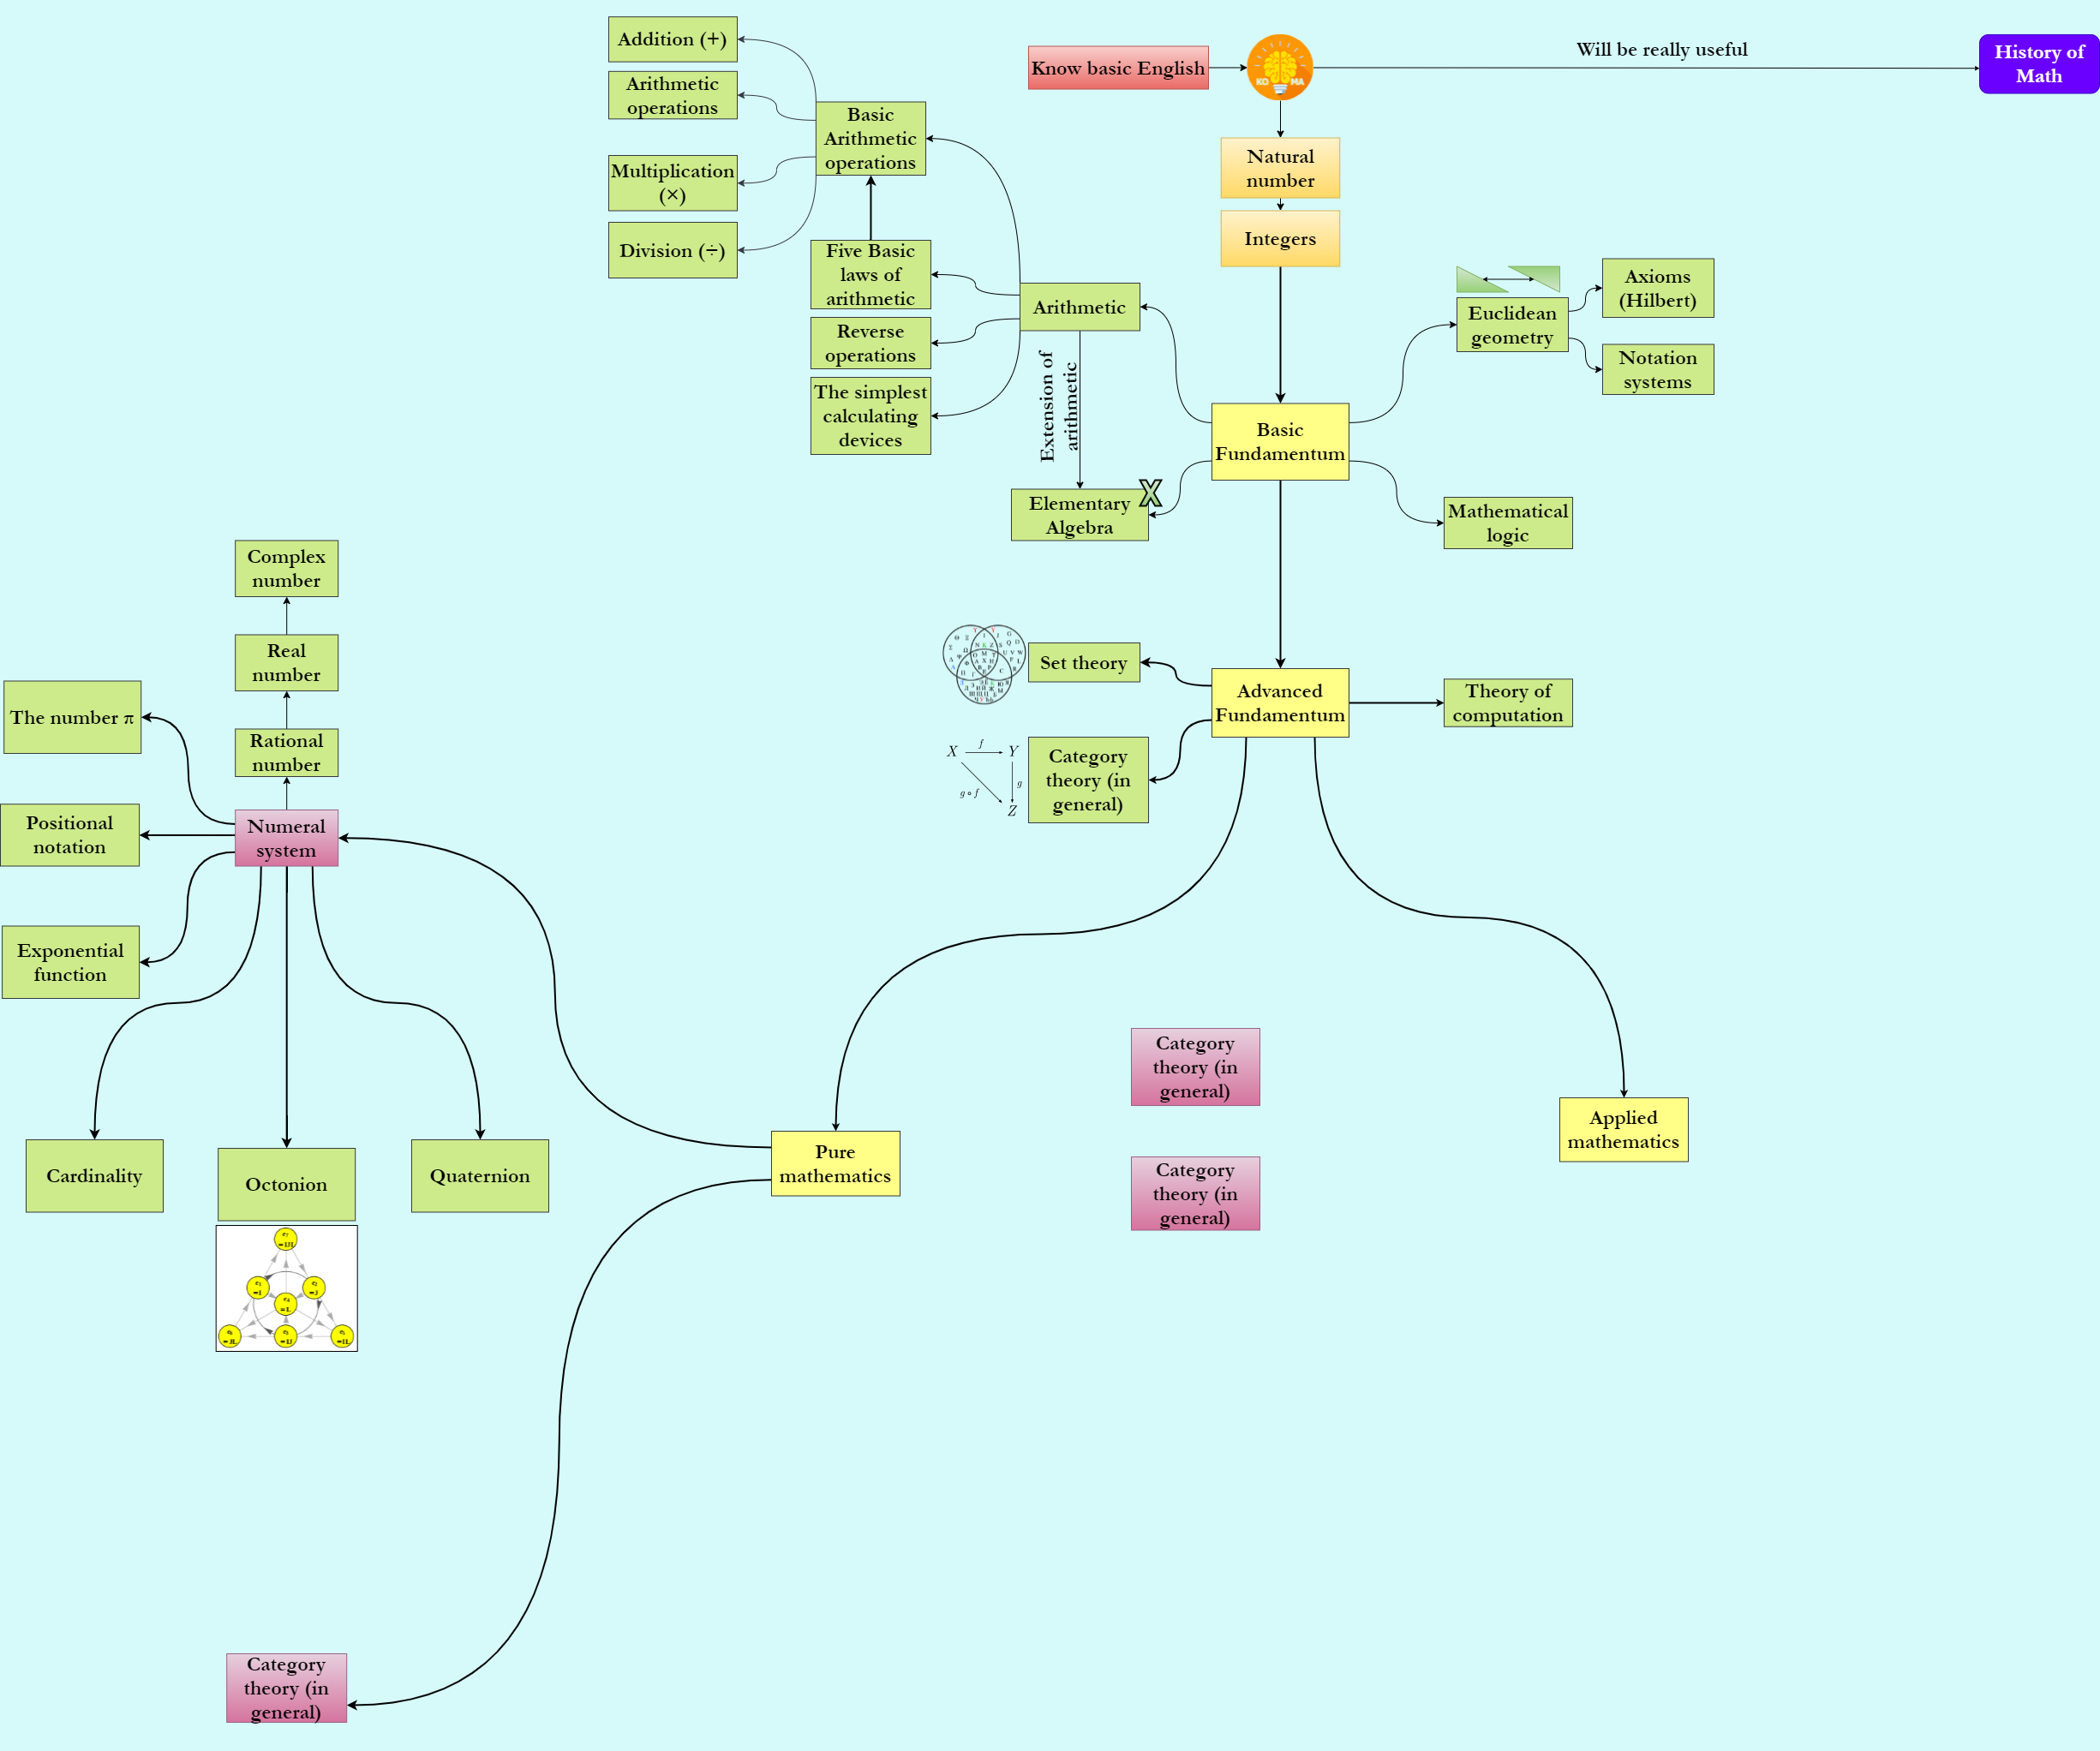 Know basic English
KO MA
Will be really useful
History of
Math
Natural
number
Integers
Addition (+)
Arithmetic
operations
Multiplication
(×)
Division (÷)
Basic
Arithmetic
operations
Five Basic
laws of
arithmetic
Reverse
operations
The simplest
calculating
devices
Arithmetic
Extension of
arithmetic
Elementary
Algebra
X
Basic
Fundamentum
Euclidean
geometry
Axioms
(Hilbert)
Notation
systems
Mathematical
logic
Set theory
Advanced
Fundamentum
Theory of
computation
Category
theory (in
general)
X f Y
g
g∘f
Z
Complex
number
Real
number
Rational
number
The number π
Numeral
system
Positional
notation
Exponential
function
Cardinality
Octonion
Quaternion
Pure
mathematics
Category
theory (in
general)
Category
theory (in
general)
Applied
mathematics
Category
theory (in
general)